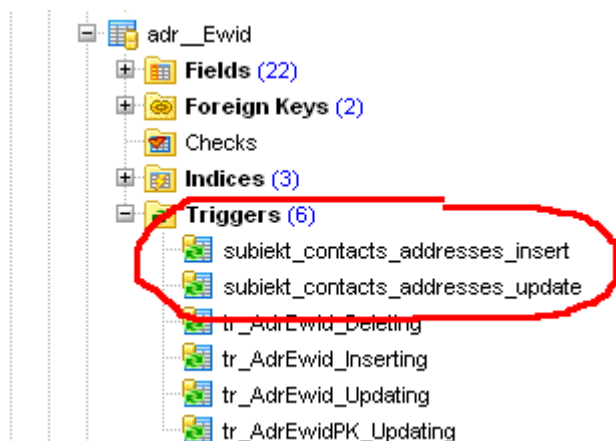 adr__Ewid
Fields (22)
Foreign Keys (2)
Checks
Indices (3)
Triggers (6)
subiekt_contacts_addresses_insert
subiekt_contacts_addresses_update
tr_AdrEwid_Deleting
tr_AdrEwid_Inserting
tr_AdrEwid_Updating
tr_AdrEwidPK_Updating